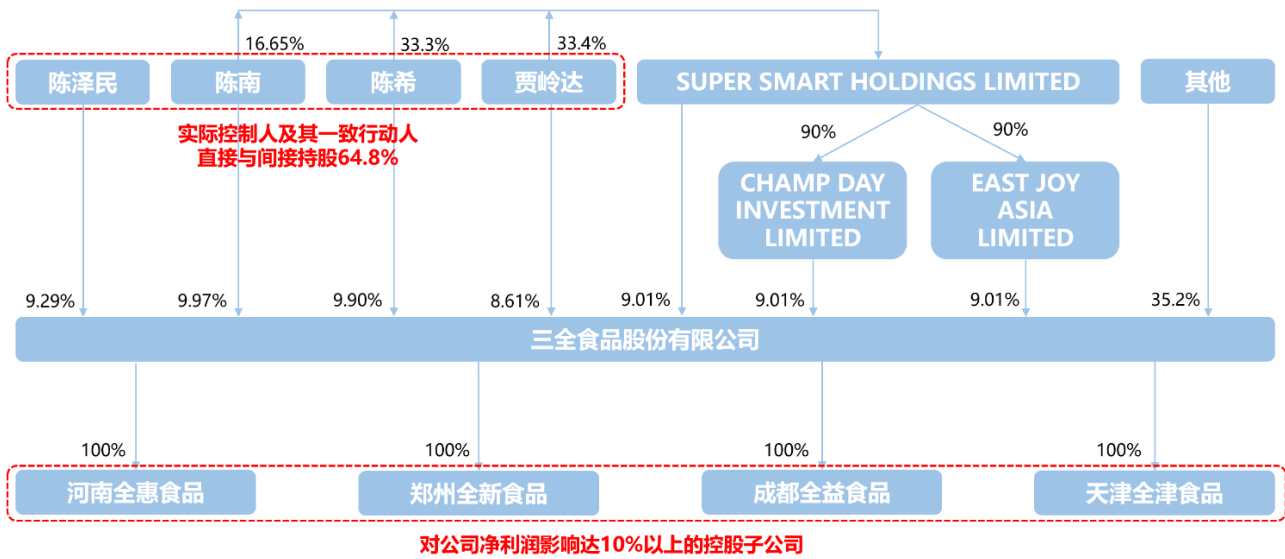 16.65%
33.3%
33.4%
陈泽民
陈南
陈希
贾岭达
SUPER SMART HOLDINGS LIMITED
其他
实际控制人及其一致行动人
直接与间接持股64.8%
90%
90%
CHAMP DAY
INVESTMENT
LIMITED
EAST JOY
ASIA
LIMITED
9.29%
9.97%
9.90%
8.61%
9.01%
9.01%
9.01%
35.2%
三全食品股份有限公司
100%
100%
100%
100%
河南全惠食品
郑州全新食品
成都全益食品
天津全津食品
对公司净利润影响达10%以上的控股子公司